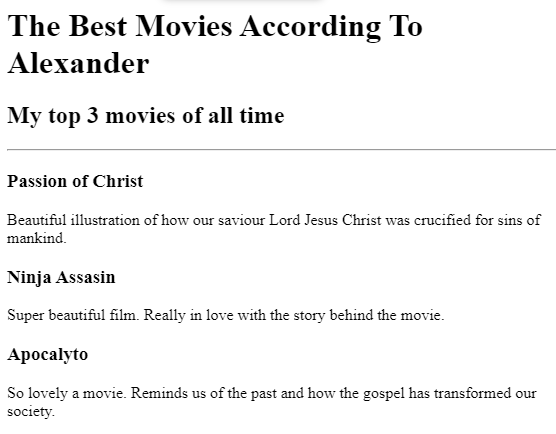 The Best Movies According To
Alexander
My top 3 movies of all time
Passion of Christ
Beautiful illustration of how our saviour Lord Jesus Christ was crucified for sins of
mankind.
Ninja Assasin
Super beautiful film. Really in love with the story behind the movie.
Apocalyto
So lovely a movie. Reminds us of the past and how the gospel has transformed our
society.